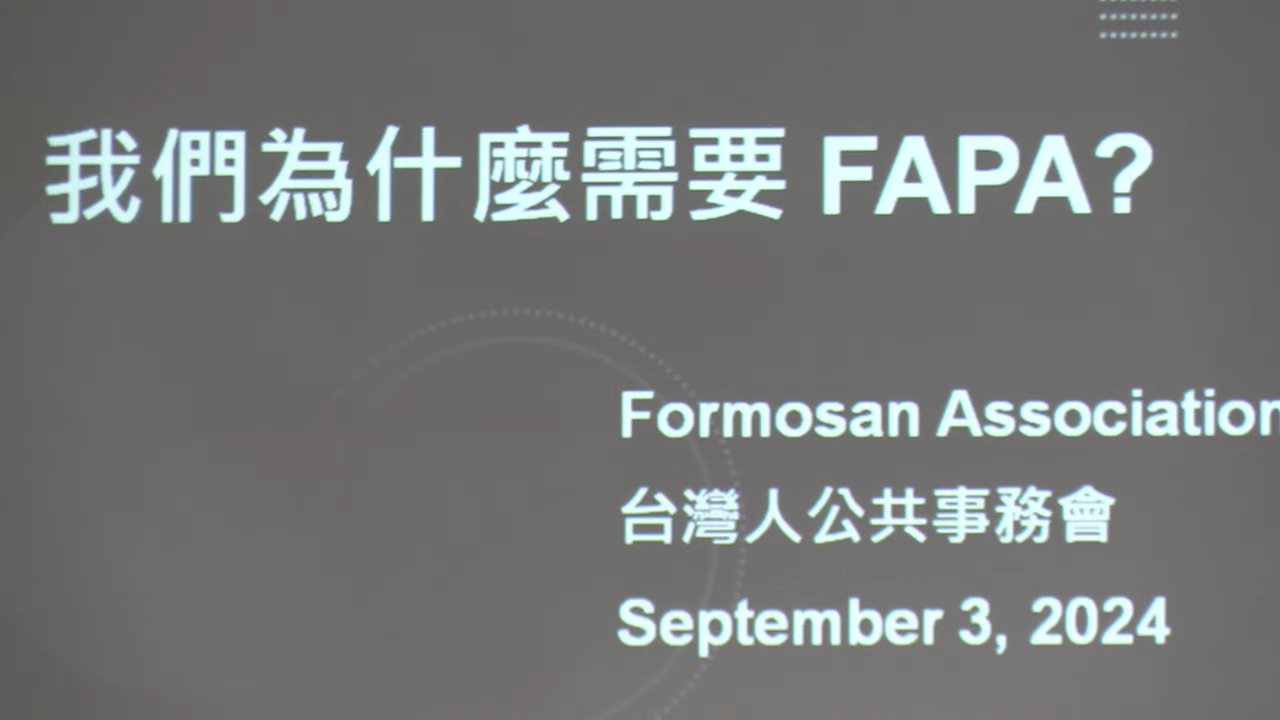 我們為什麼需要 FAPA?
Formosan Association
台灣人公共事務會
September 3, 2024